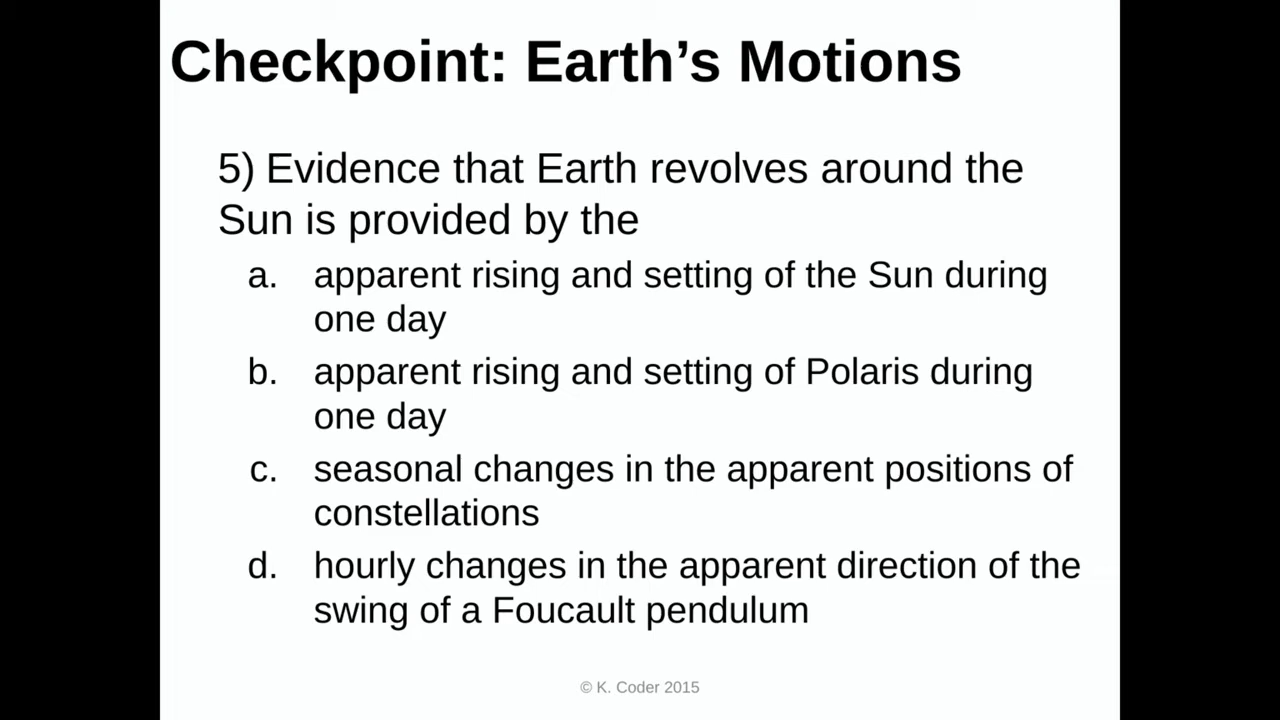 Checkpoint: Earth’s Motions
5) Evidence that Earth revolves around the
Sun is provided by the
a. apparent rising and setting of the Sun during
one day
b. apparent rising and setting of Polaris during
one day
c. seasonal changes in the apparent positions of
constellations
d. hourly changes in the apparent direction of the
swing of a Foucault pendulum
© K. Coder 2015